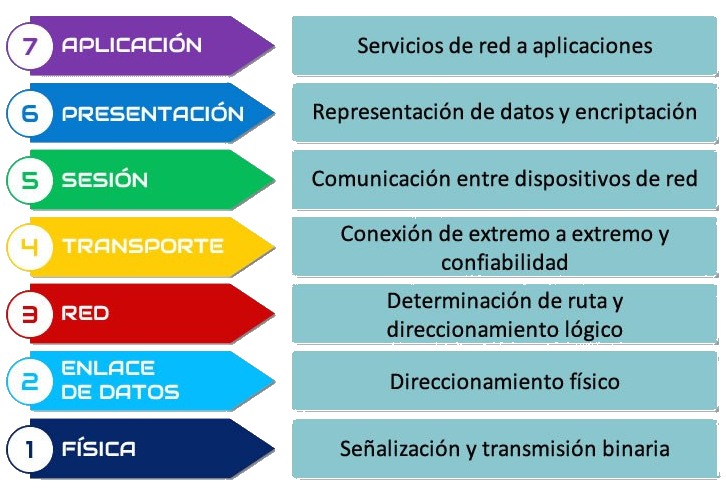 7 APLICACIÓN Servicios de red a aplicaciones
6 PRESENTACIÓN Representación de datos y encriptación
5 SESIÓN Comunicación entre dispositivos de red
4 TRANSPORTE Conexión de extremo a extremo y
confiabilidad
3 RED Determinación de ruta y
direccionamiento lógico
2 ENLACE
DE DATOS Direccionamiento físico
1 FÍSICA Señalización y transmisión binaria